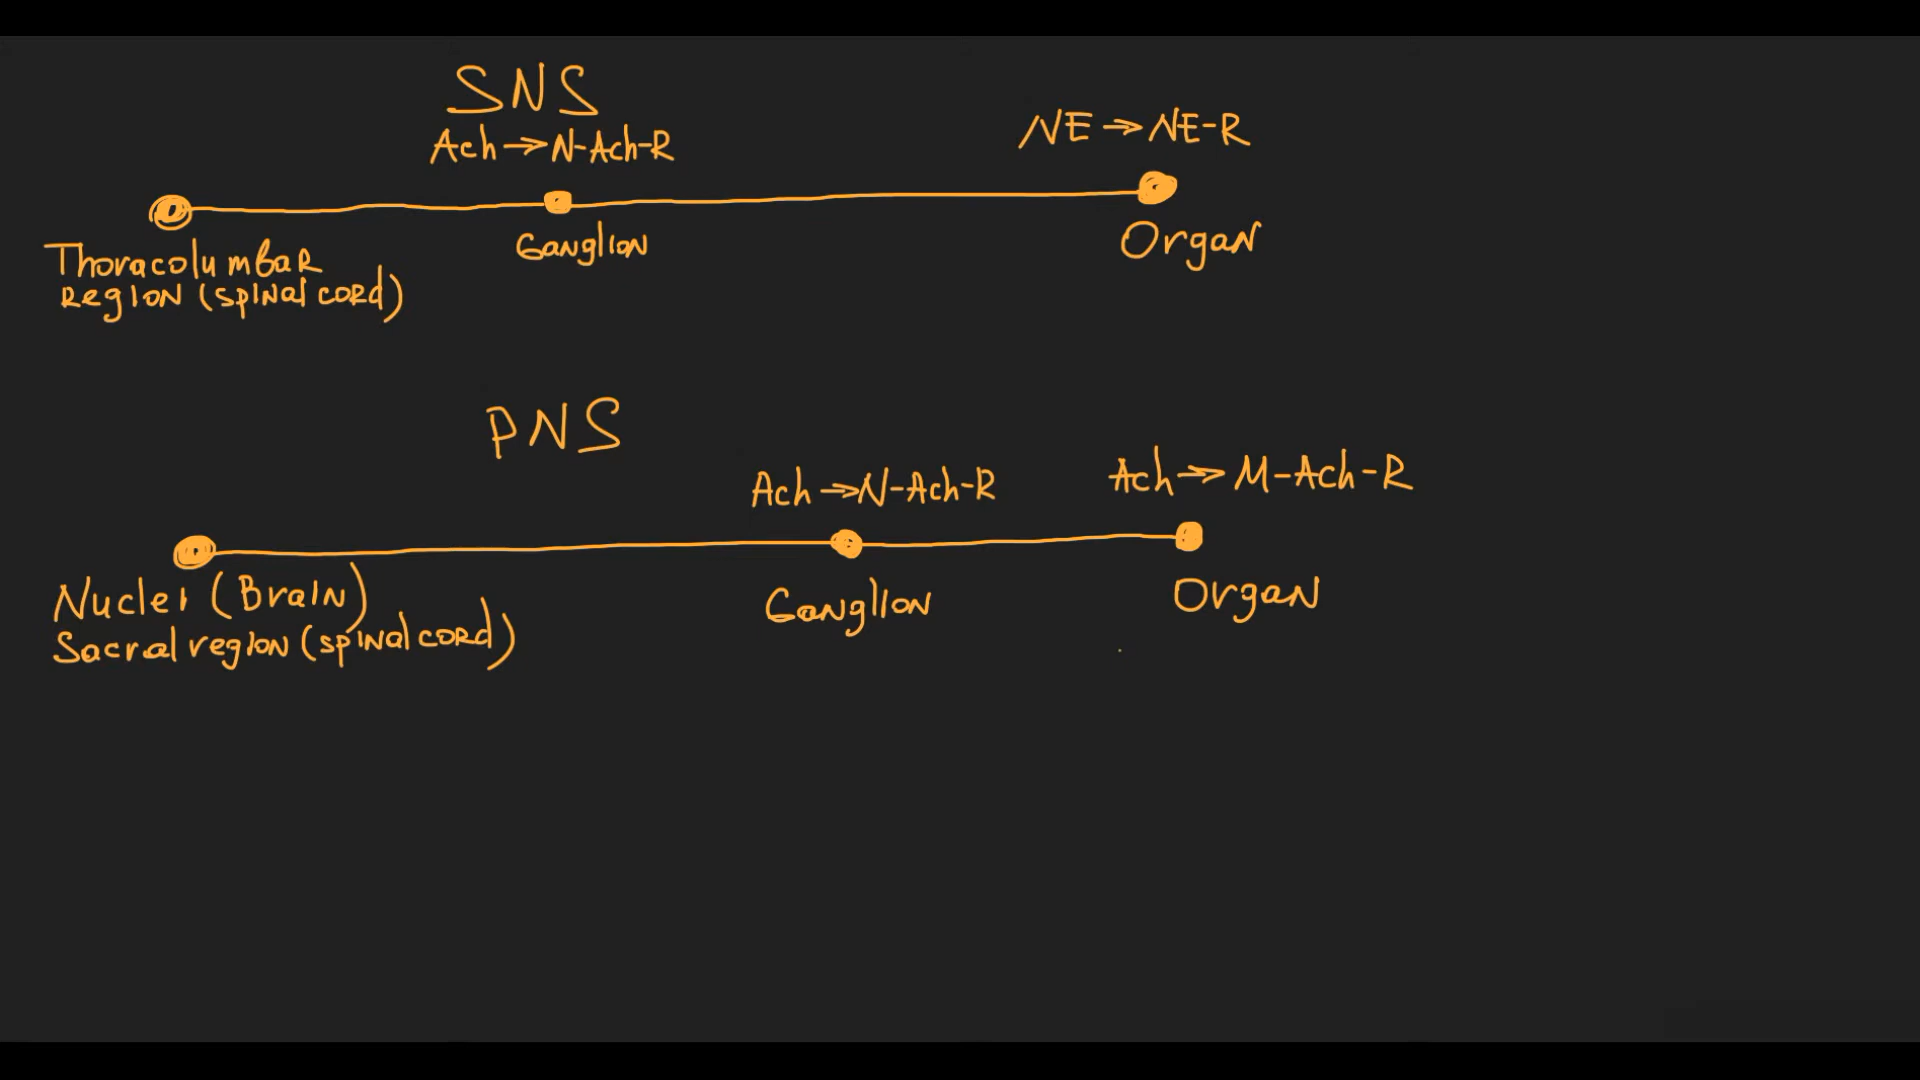 SNS
Ach → N-Ach-R
NE → NE-R
Ganglion
Organ
Thoracolumbar
Region (spinal cord)
PNS
Ach → N-Ach-R
Ach → M-Ach-R
Nuclei (Brain)
Ganglion
Organ
Sacral region (spinal cord)